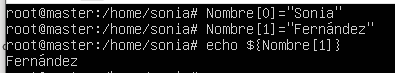 root@master:/home/sonia# Nombre[0]="Sonia"
root@master:/home/sonia# Nombre[1]="Fernández"
root@master:/home/sonia# echo ${Nombre[1]}
Fernández